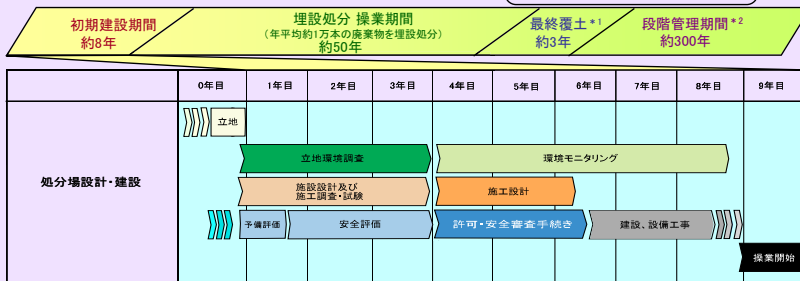 初期建設期間
約8年
埋設処分 操業期間
（年平均約1万本の廃棄物を埋設処分）
約50年
最終覆土＊1
約3年
段階管理期間＊2
約300年
0年目 1年目 2年目 3年目 4年目 5年目 6年目 7年目 8年目 9年目
処分場設計・建設
立地
立地環境調査
環境モニタリング
施設設計及び
施工調査・試験
施工設計
予備評価
安全評価
許可・安全審査手続き
建設、設備工事
操業開始